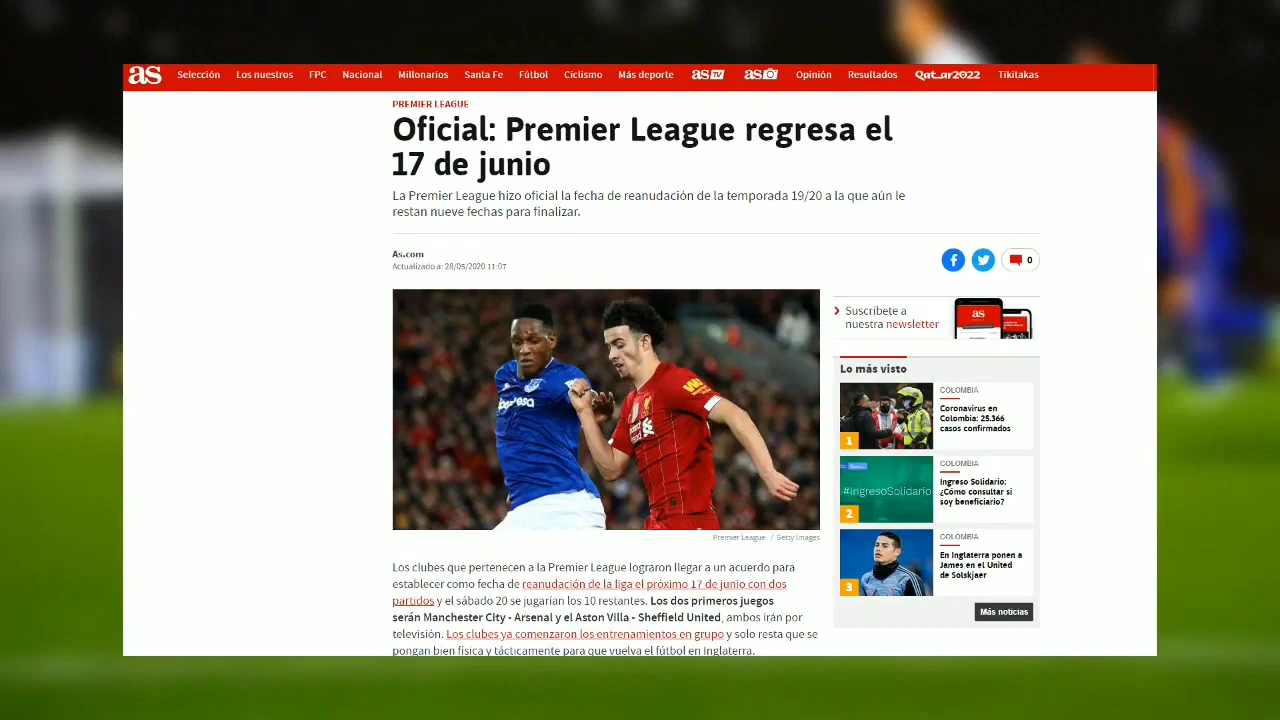 as
Selección Los nuestros FPC Nacional Millonarios Santa Fe Fútbol Ciclismo Más deporte as TV as Opinión Resultados Qatar2022 Tikitakas
PREMIER LEAGUE
Oficial: Premier League regresa el
17 de junio
La Premier League hizo oficial la fecha de reanudación de la temporada 19/20 a la que aún le
restan nueve fechas para finalizar.
As.com
Actualizado a: 28/05/2020 11:07
0
Suscríbete a
nuestra newsletter
as
Lo más visto
COLOMBIA
Coronavirus en
Colombia: 25.366
casos confirmados
1
COLOMBIA
Ingreso Solidario:
¿Cómo consultar si
soy beneficiario?
#IngresoSolidario
2
COLOMBIA
En Inglaterra ponen a
James en el United
de Solskjaer
3
Más noticias
Premier League / Getty Images
Los clubes que pertenecen a la Premier League lograron llegar a un acuerdo para
establecer como fecha de reanudación de la liga el próximo 17 de junio con dos
partidos y el sábado 20 se jugarían los 10 restantes. Los dos primeros juegos
serán Manchester City - Arsenal y el Aston Villa - Sheffield United, ambos irán por
televisión. Los clubes ya comenzaron los entrenamientos en grupo y solo resta que se
pongan bien física y tácticamente para que vuelva el fútbol en Inglaterra.